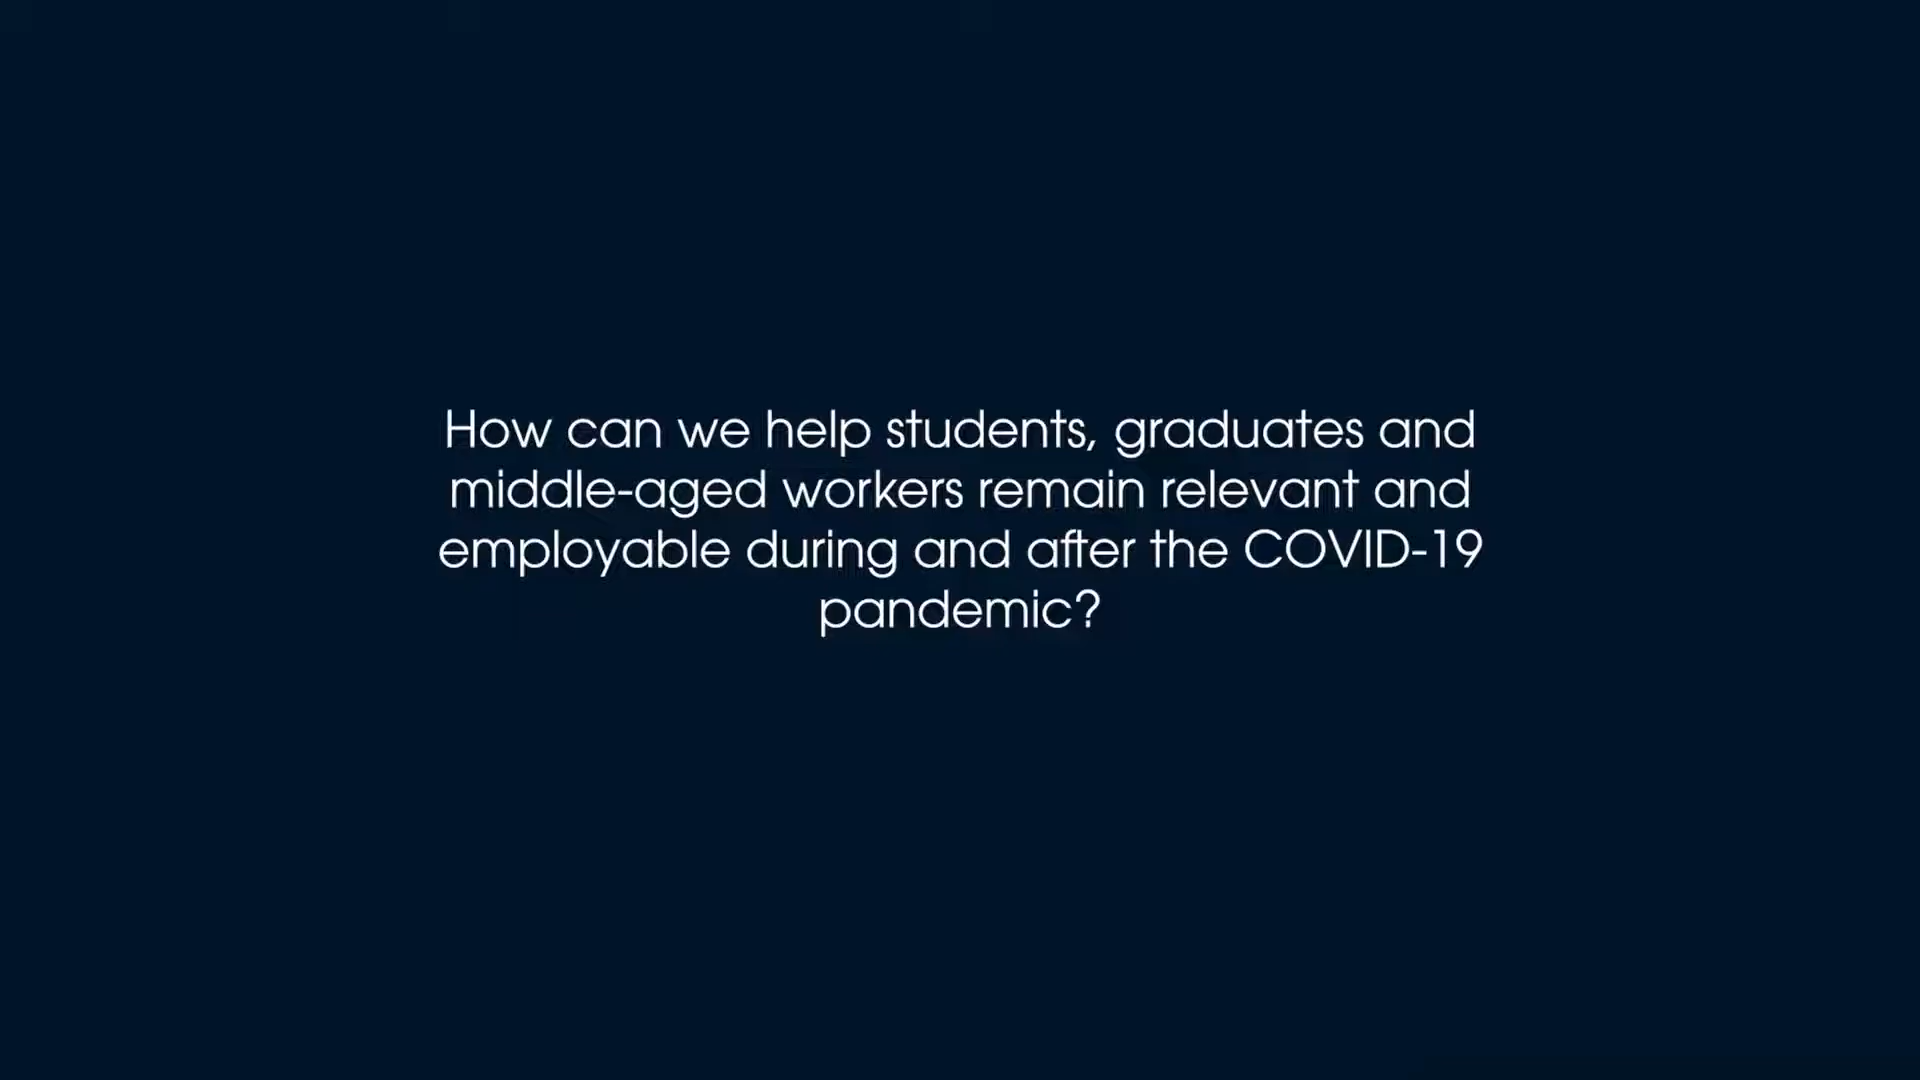 How can we help students, graduates and
middle-aged workers remain relevant and
employable during and after the COVID-19
pandemic?